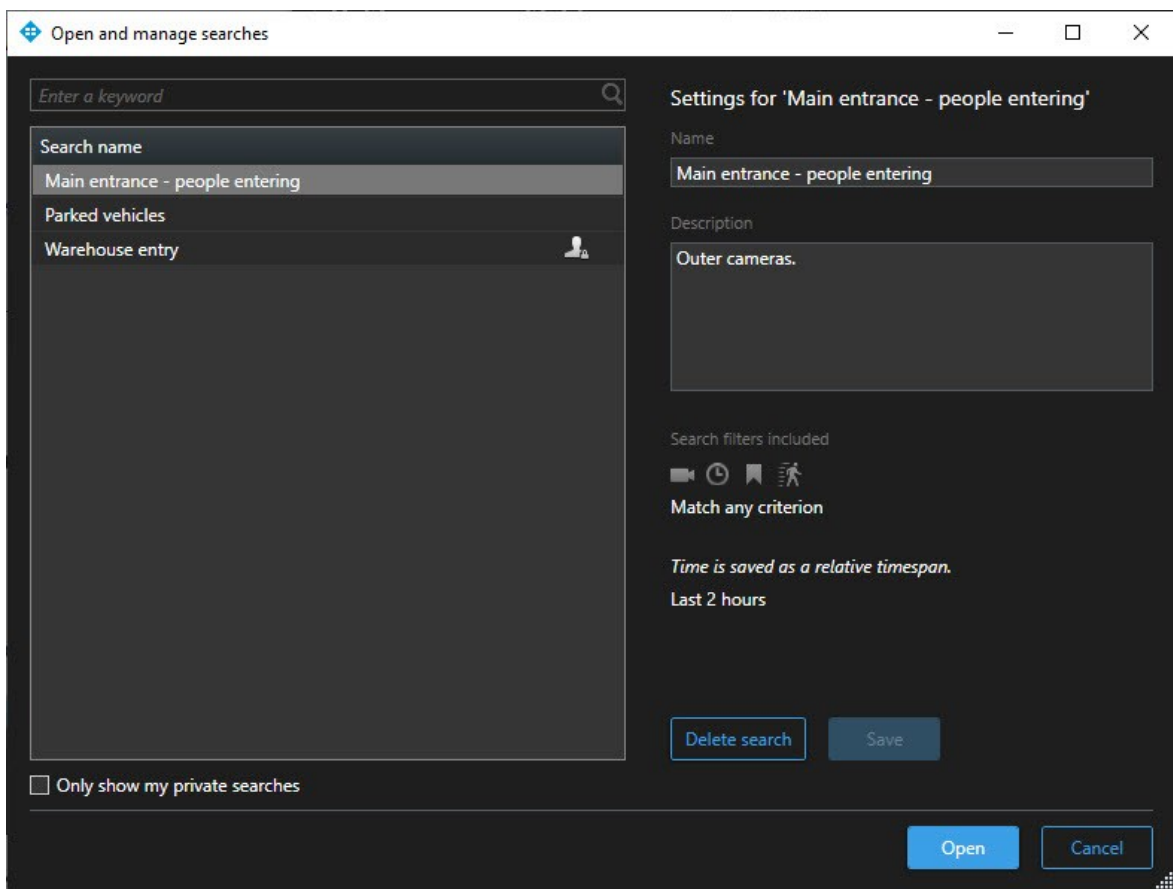 Open and manage searches
Enter a keyword
Search name
Main entrance - people entering
Parked vehicles
Warehouse entry
Only show my private searches
Settings for 'Main entrance - people entering'
Name
Main entrance - people entering
Description
Outer cameras.
Search filters included
Match any criterion
Time is saved as a relative timespan.
Last 2 hours
Delete search
Save
Open
Cancel